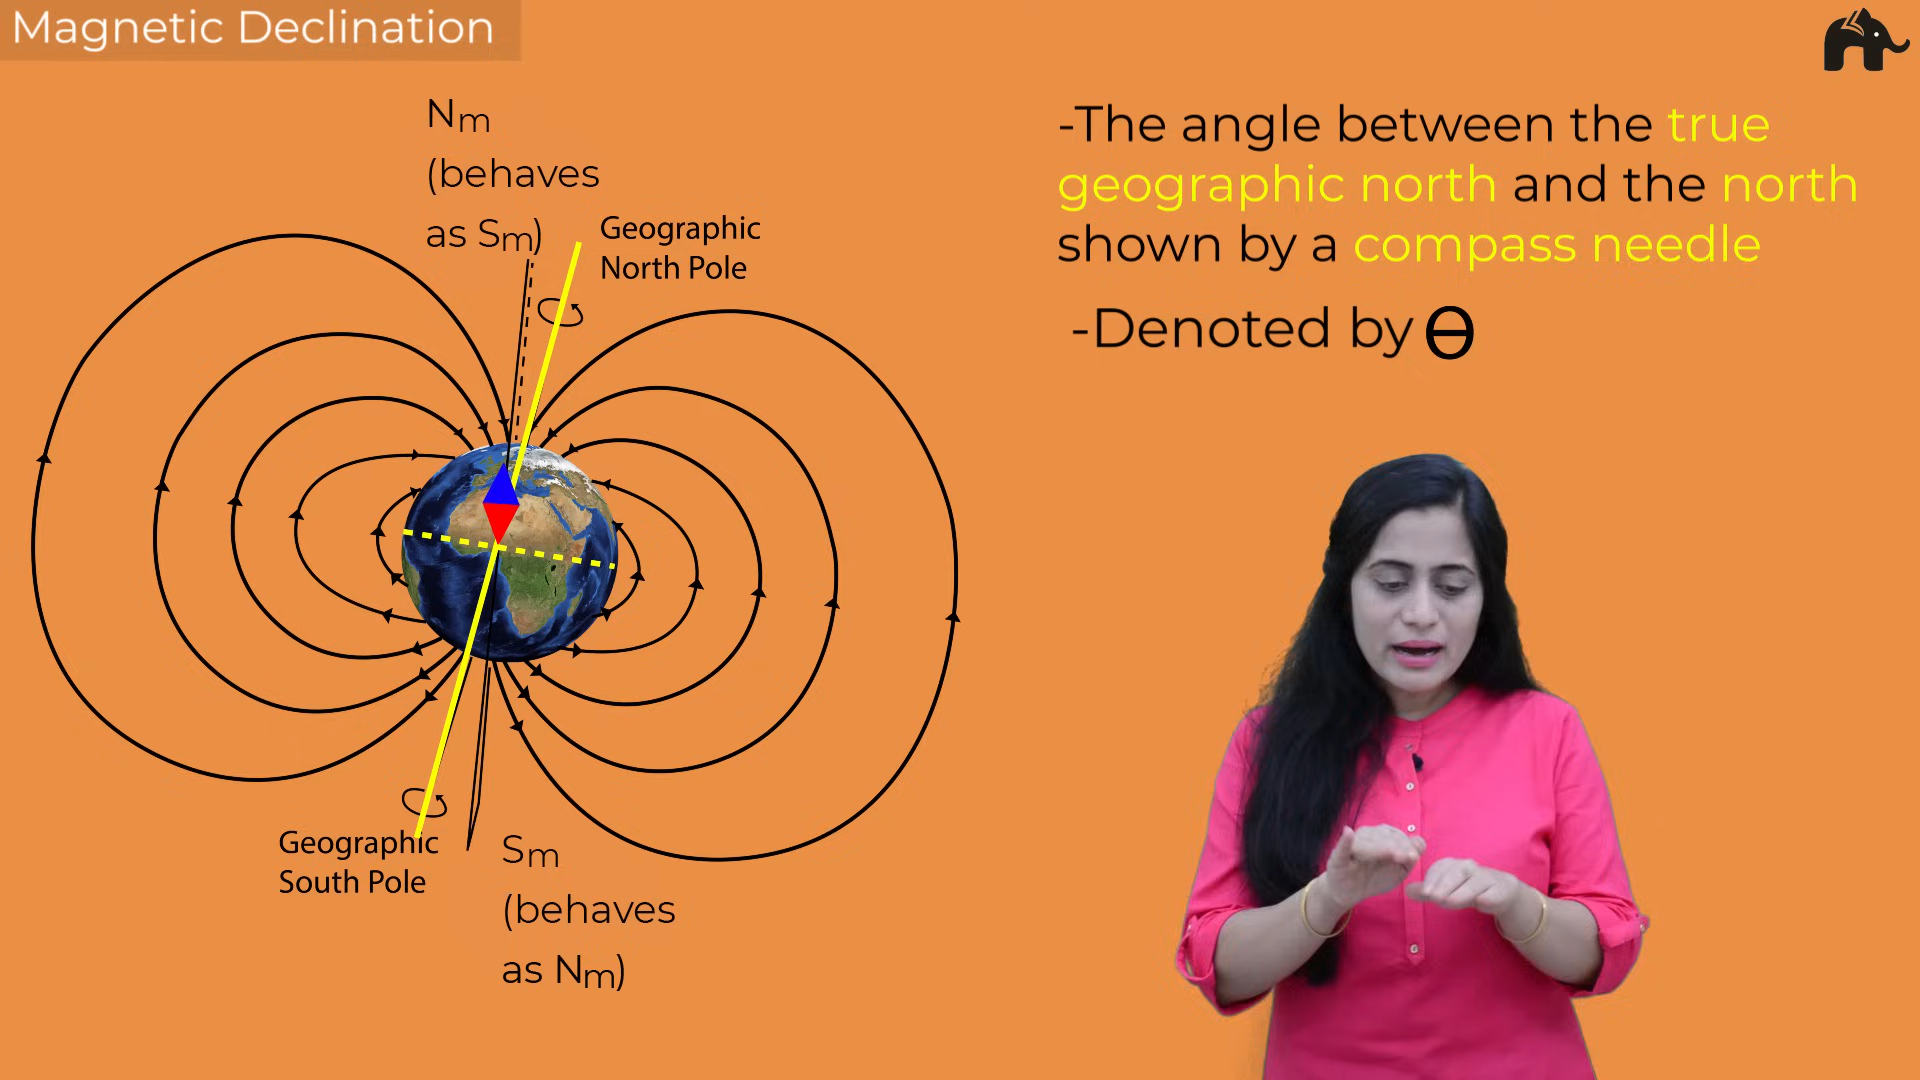 Magnetic Declination
Nm
(behaves
as Sm)
Geographic
North Pole
Geographic
South Pole
Sm
(behaves
as Nm)
-The angle between the true
geographic north and the north
shown by a compass needle
-Denoted by Ө